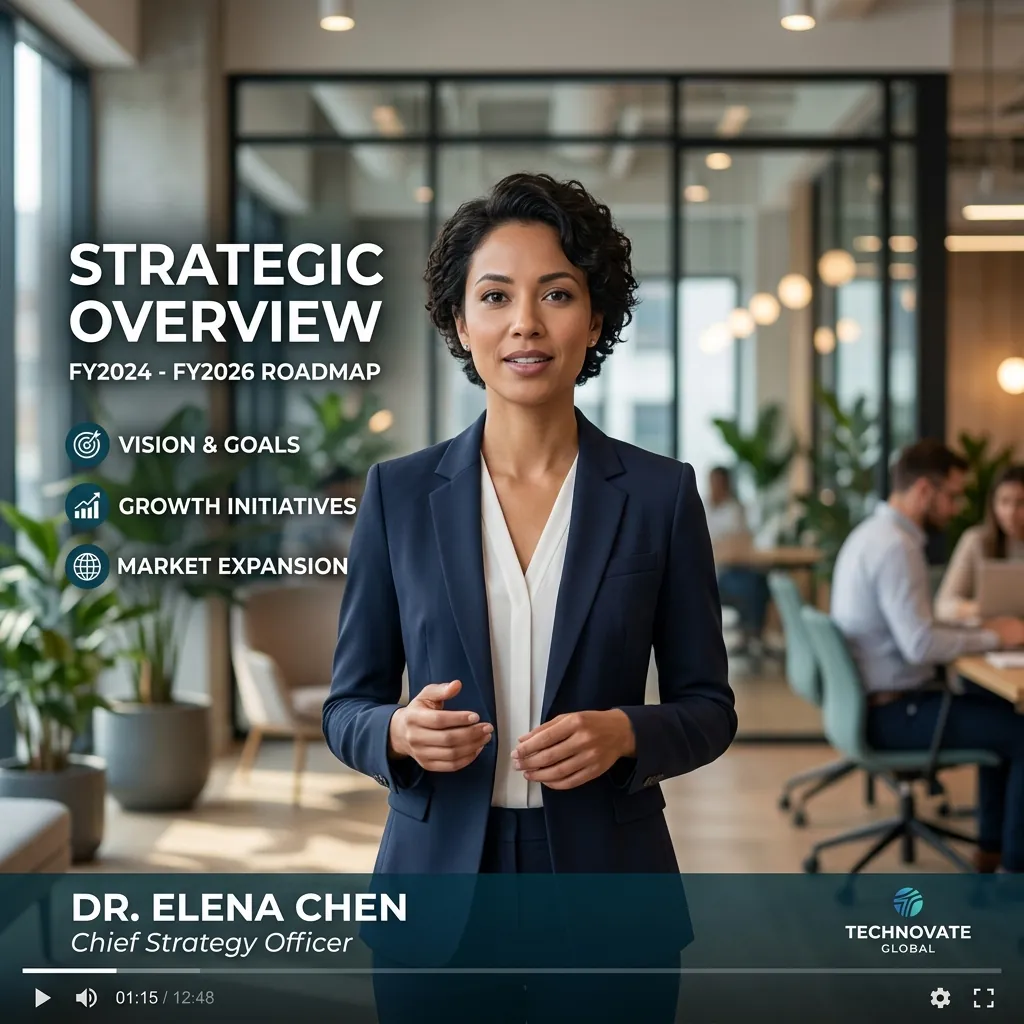 STRATEGIC
OVERVIEW
FY2024 - FY2026 ROADMAP
VISION & GOALS
GROWTH INITIATIVES
MARKET EXPANSION
DR. ELENA CHEN
Chief Strategy Officer
TECHNOVATE
GLOBAL
01:15 / 12:48